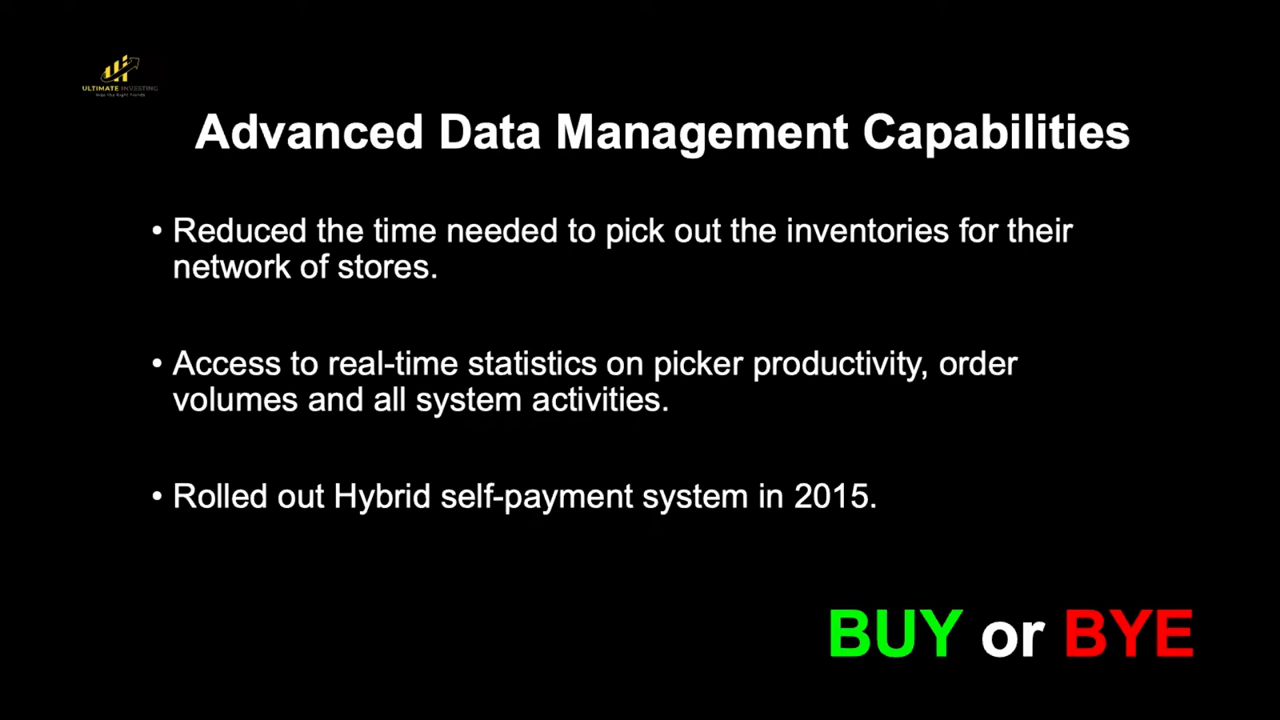 ULTIMATE INVESTING
Advanced Data Management Capabilities
• Reduced the time needed to pick out the inventories for their
network of stores.
• Access to real-time statistics on picker productivity, order
volumes and all system activities.
• Rolled out Hybrid self-payment system in 2015.
BUY or BYE